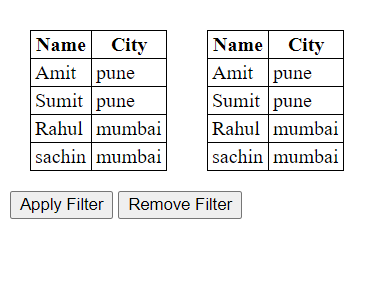 Name City Name City
Amit pune Amit pune
Sumit pune Sumit pune
Rahul mumbai Rahul mumbai
sachin mumbai sachin mumbai
Apply Filter Remove Filter